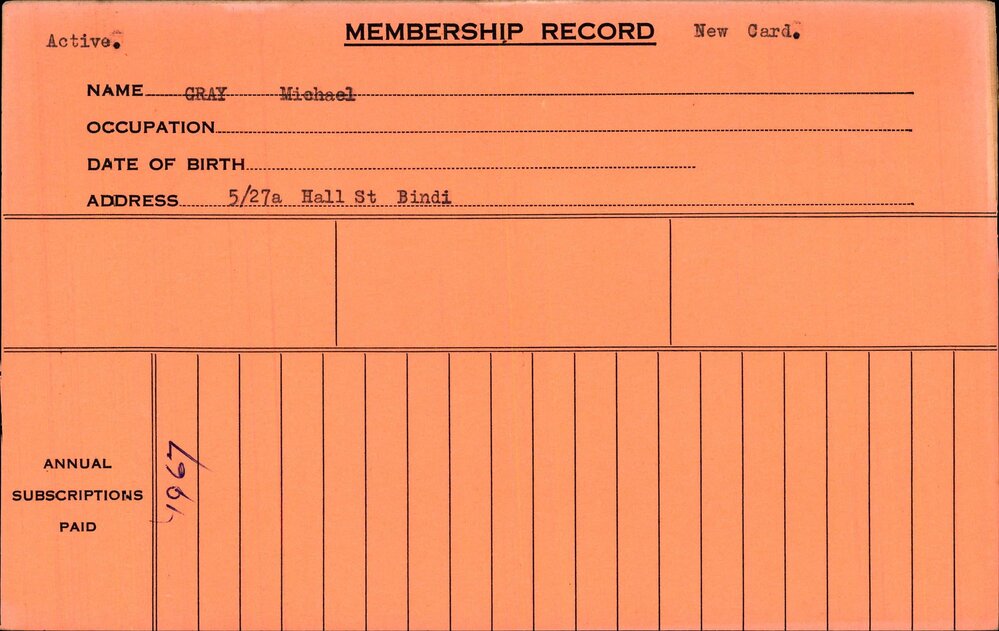 Active. MEMBERSHIP RECORD New Card.
NAME GRAY Michael
OCCUPATION
DATE OF BIRTH
ADDRESS 5/27a Hall St Bindi
ANNUAL
SUBSCRIPTIONS
PAID
1967